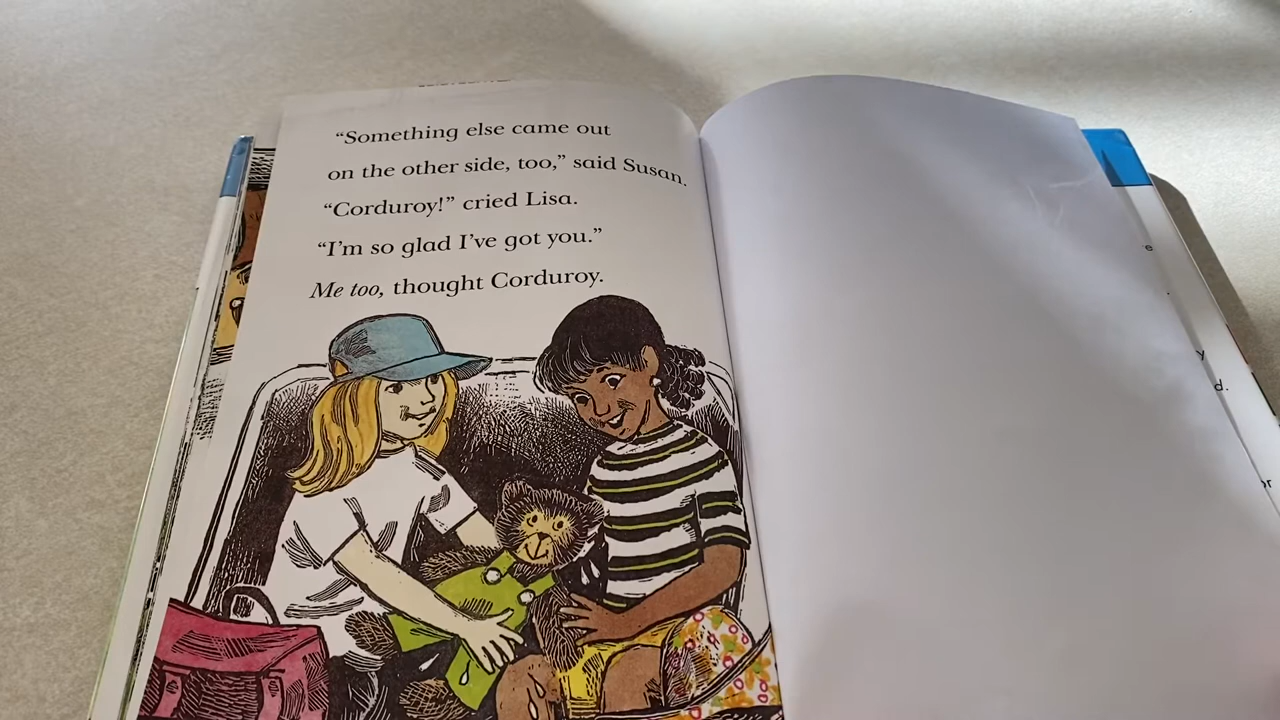 “Something else came out
on the other side, too,” said Susan.
“Corduroy!” cried Lisa.
“I’m so glad I’ve got you.”
Me too, thought Corduroy.
e
.
y
d.
or